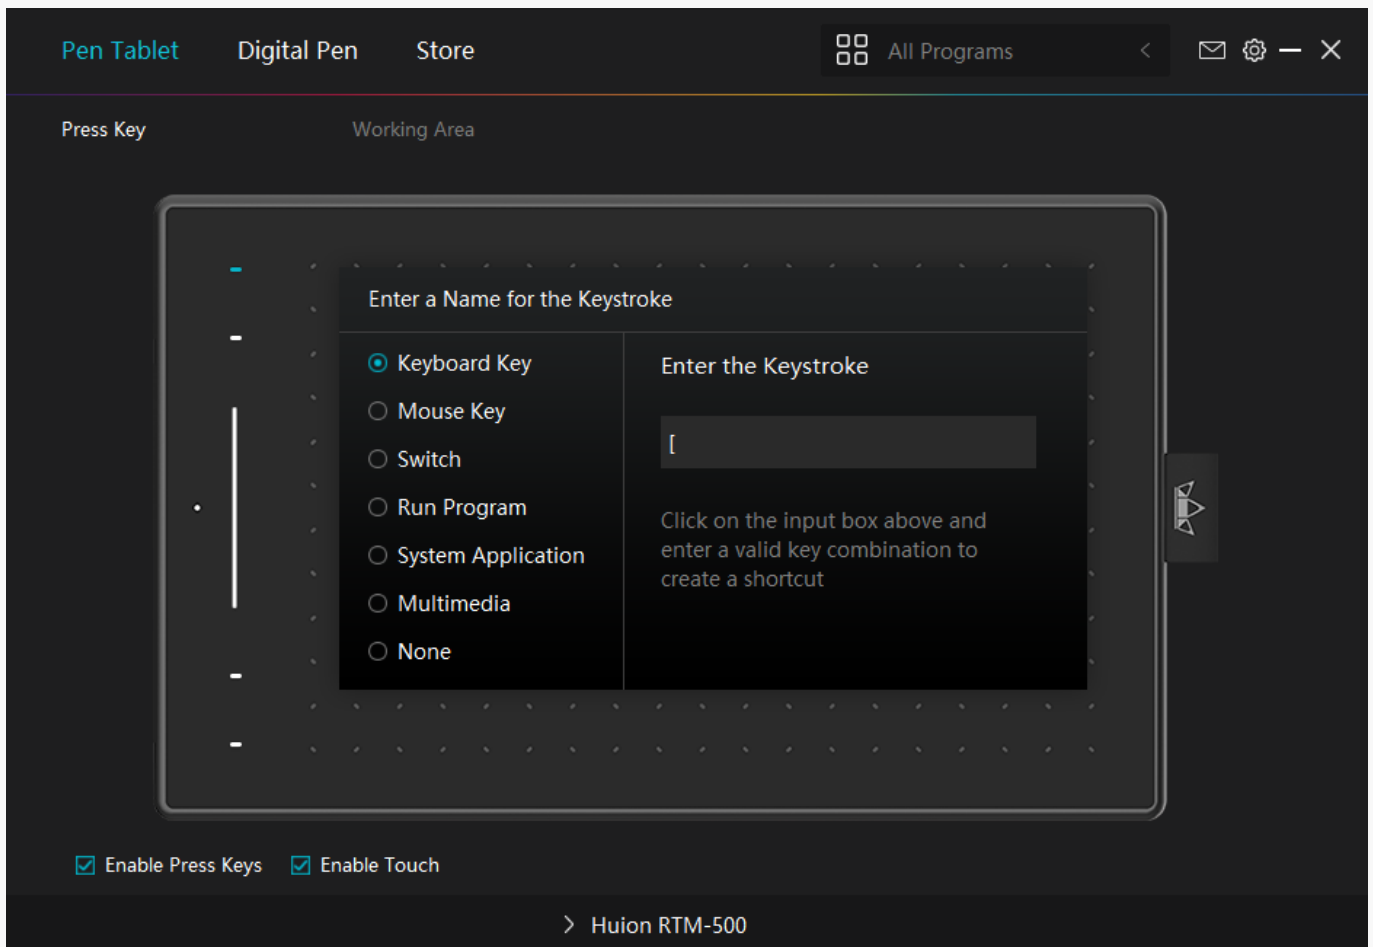 Pen Tablet
Digital Pen
Store
All Programs
Press Key
Working Area
Enter a Name for the Keystroke
Keyboard Key
Mouse Key
Switch
Run Program
System Application
Multimedia
None
Enter the Keystroke
[
Click on the input box above and
enter a valid key combination to
create a shortcut
Enable Press Keys
Enable Touch
Huion RTM-500